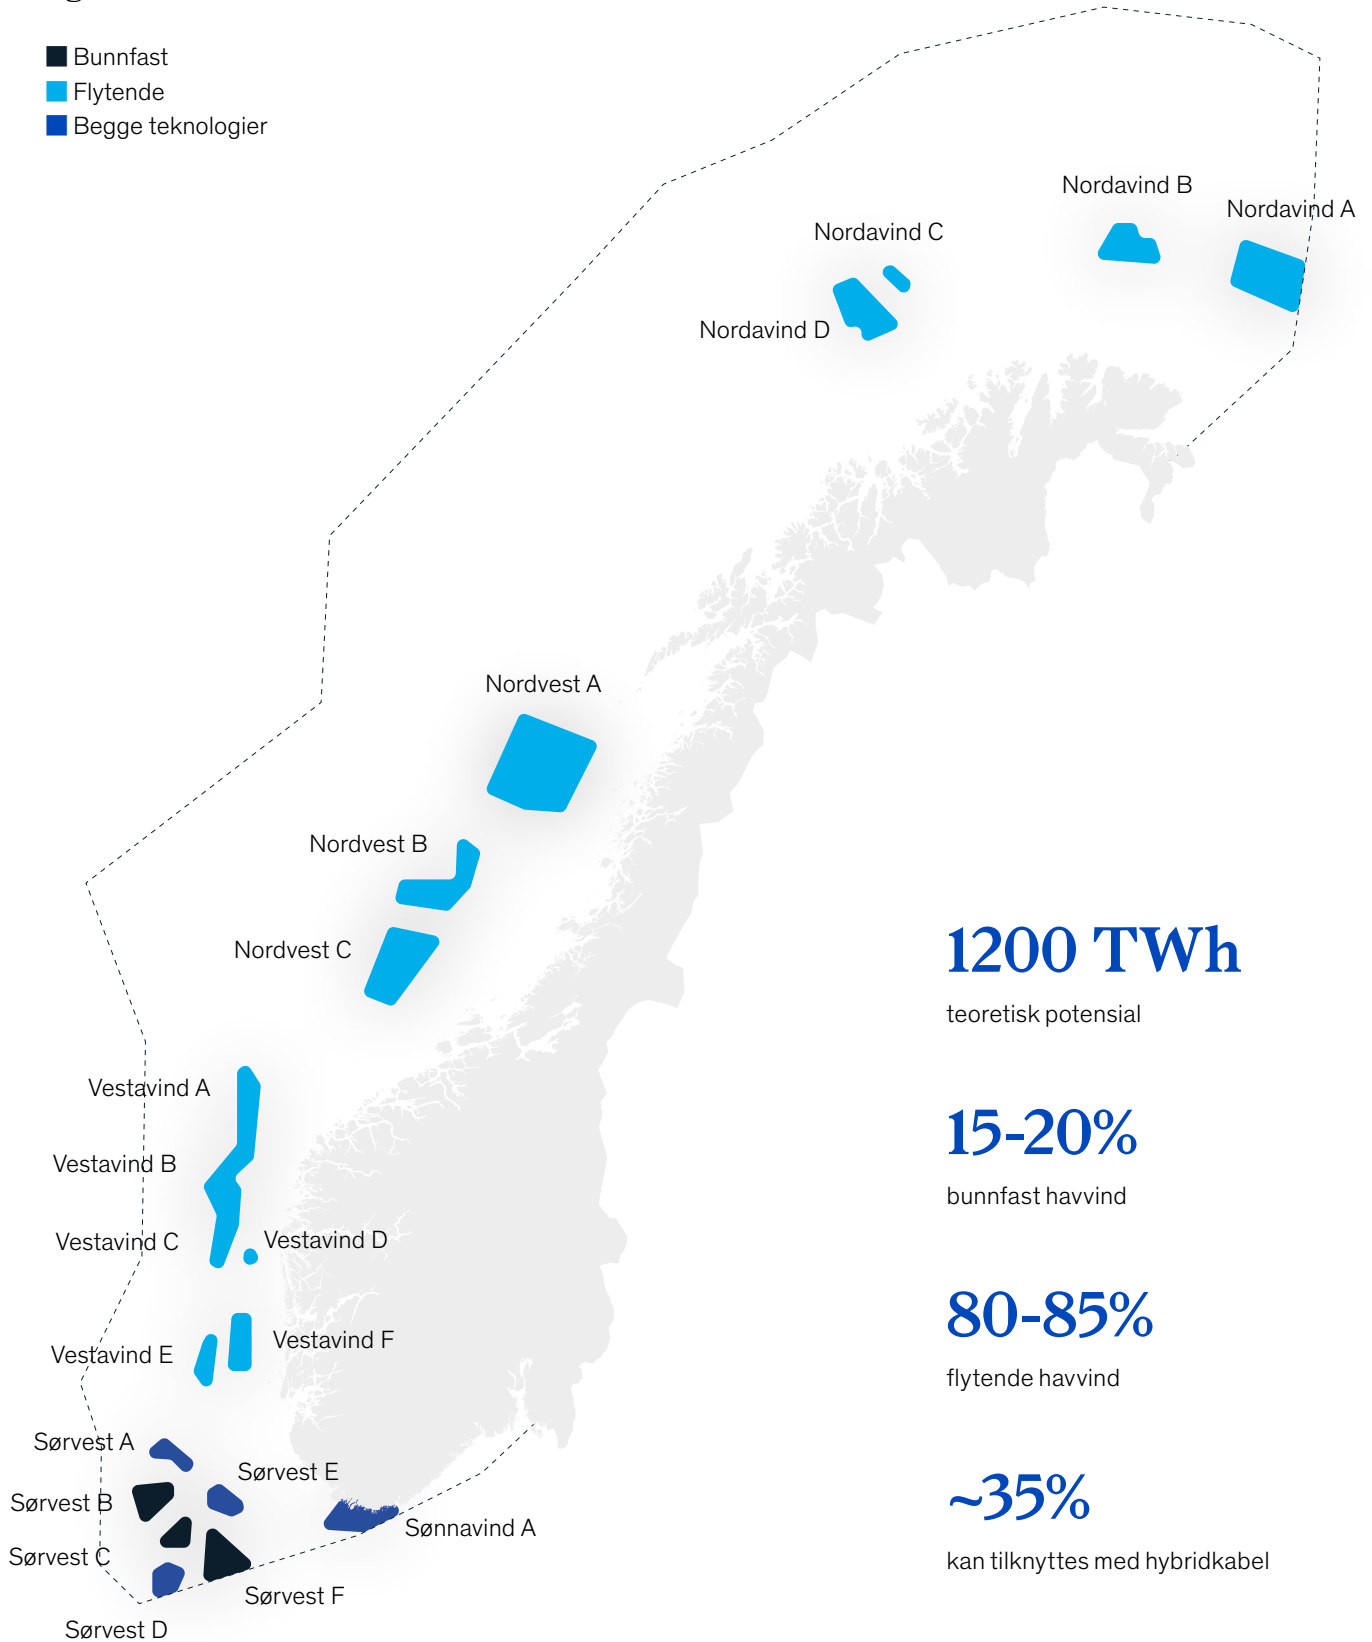 Bunnfast
Flytende
Begge teknologier
Nordavind B
Nordavind A
Nordavind C
Nordavind D
Nordvest A
Nordvest B
Nordvest C
1200 TWh
teoretisk potensial
Vestavind A
15-20%
Vestavind B
bunnfast havvind
Vestavind C
Vestavind D
80-85%
Vestavind F
Vestavind E
flytende havvind
Sørvest A
Sørvest E
Sørvest B
~35%
Sønnavind A
Sørvest C
kan tilknyttes med hybridkabel
Sørvest F
Sørvest D